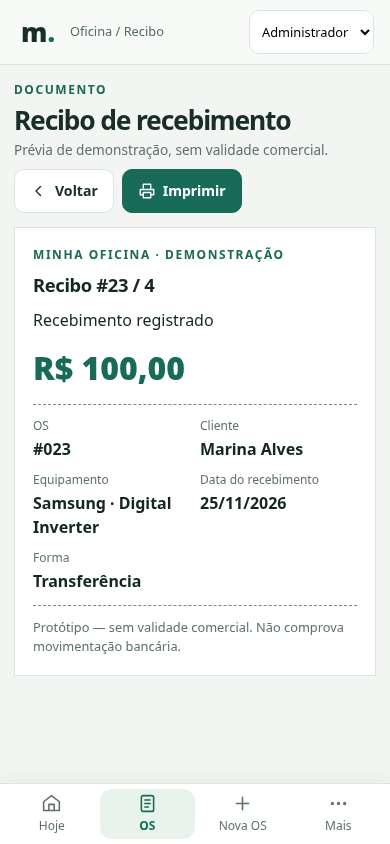 m.
Oficina / Recibo
Administrador
DOCUMENTO
Recibo de recebimento
Prévia de demonstração, sem validade comercial.
Voltar
Imprimir
MINHA OFICINA · DEMONSTRAÇÃO
Recibo #23 / 4
Recebimento registrado
R$ 100,00
OS
#023
Cliente
Marina Alves
Equipamento
Samsung · Digital
Inverter
Data do recebimento
25/11/2026
Forma
Transferência
Protótipo — sem validade comercial. Não comprova
movimentação bancária.
Hoje
OS
Nova OS
Mais